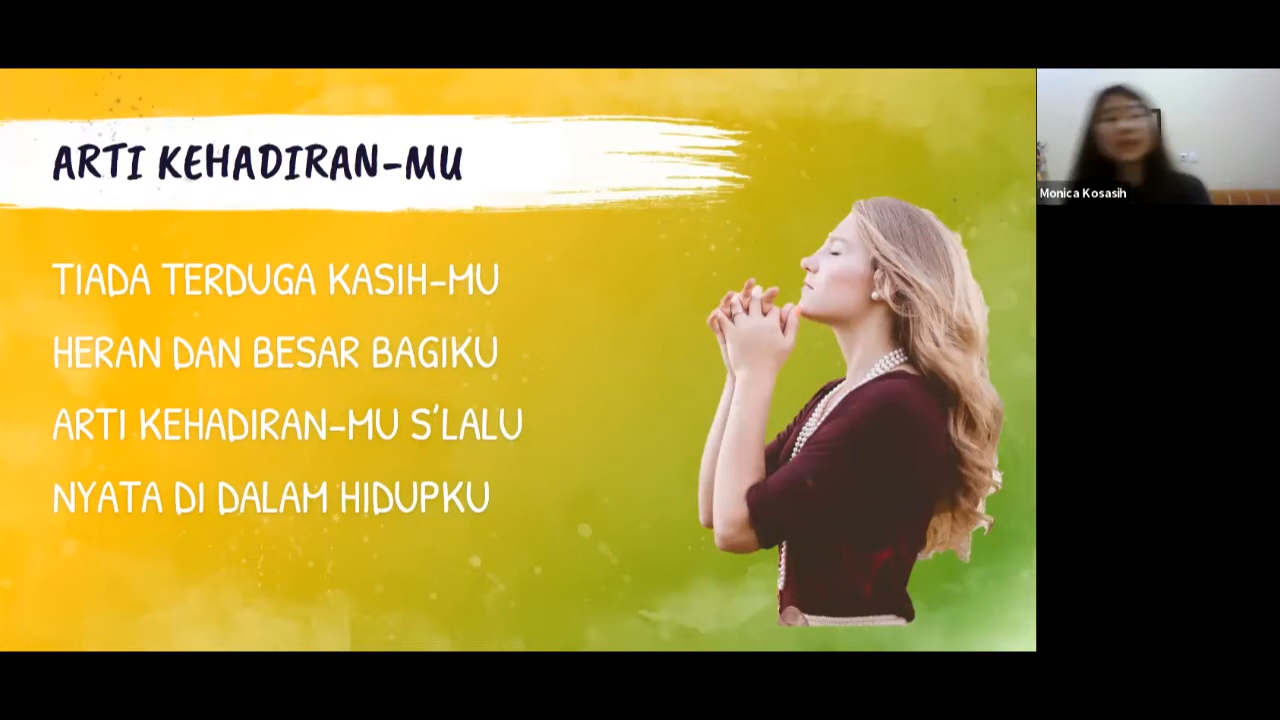 ARTI KEHADIRAN-MU
TIADA TERDUGA KASIH-MU
HERAN DAN BESAR BAGIKU
ARTI KEHADIRAN-MU S'LALU
NYATA DI DALAM HIDUPKU
Monica Kosasih